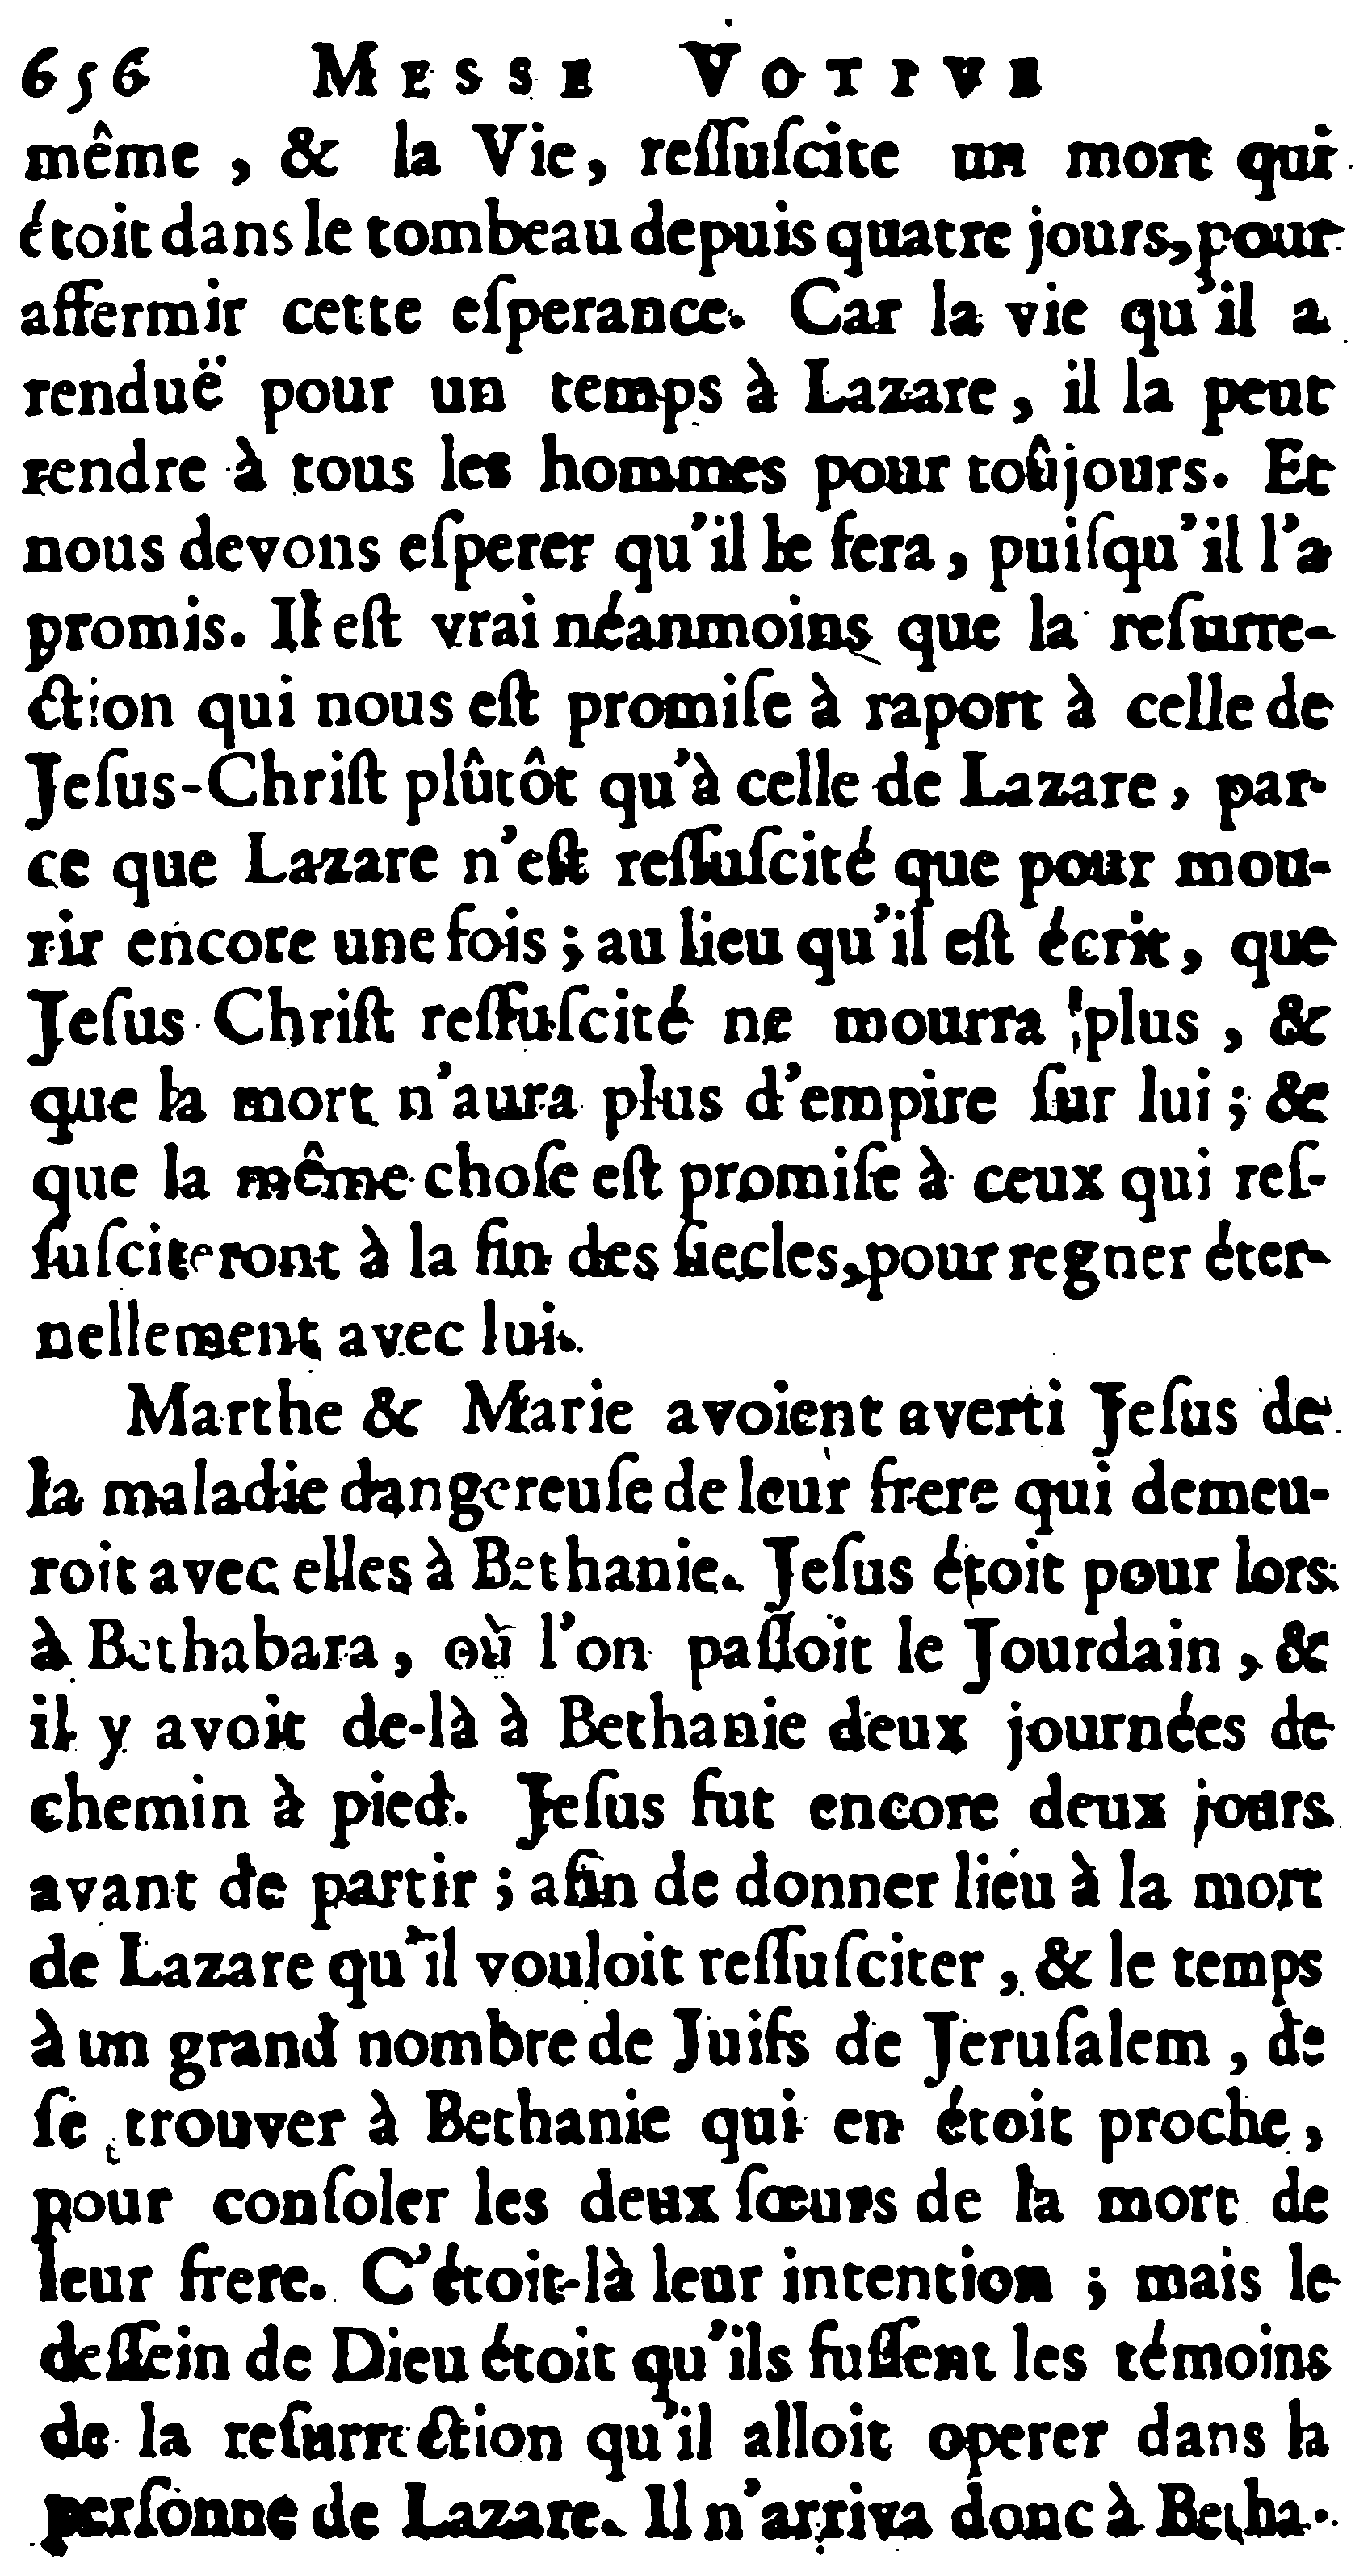 656 MESSE VOTIVE
même , & la Vie, reſſuſcite un mort qui
étoit dans le tombeau depuis quatre jours, pour
affermir cette eſperance. Car la vie qu'il a
renduë pour un temps à Lazare, il la peut
rendre à tous les hommes pour toûjours. Et
nous devons eſperer qu'il le fera, puiſqu'il l'a
promis. Il eſt vrai néanmoins que la reſurre-
ction qui nous eſt promiſe à raport à celle de
Jeſus-Chriſt plûtôt qu'à celle de Lazare, par-
ce que Lazare n'eſt reſſuſcité que pour mou-
rir encore une fois ; au lieu qu'il eſt écrit, que
Jeſus Chriſt reſſuſcité ne mourra plus , &
que la mort n'aura plus d'empire ſur lui ; &
que la même choſe eſt promiſe à ceux qui reſ-
ſuſciteront à la fin des ſiecles, pour regner éter-
nellement avec lui.
Marthe & Marie avoient averti Jeſus de
la maladie dangereuſe de leur frere qui demeu-
roit avec elles à Bethanie. Jeſus étoit pour lors
à Bethabara, où l'on paſſoit le Jourdain , &
il y avoit de-là à Bethanie deux journées de
chemin à pied. Jeſus fut encore deux jours
avant de partir ; afin de donner lieu à la mort
de Lazare qu'il vouloit reſſuſciter , & le temps
à un grand nombre de Juifs de Jeruſalem , de
ſe trouver à Bethanie qui en étoit proche,
pour conſoler les deux ſœurs de la mort de
leur frere. C'étoit-là leur intention ; mais le
deſſein de Dieu étoit qu'ils fuſſent les témoins
de la reſurrection qu'il alloit operer dans la
perſonne de Lazare. Il n'arriva donc à Betha-